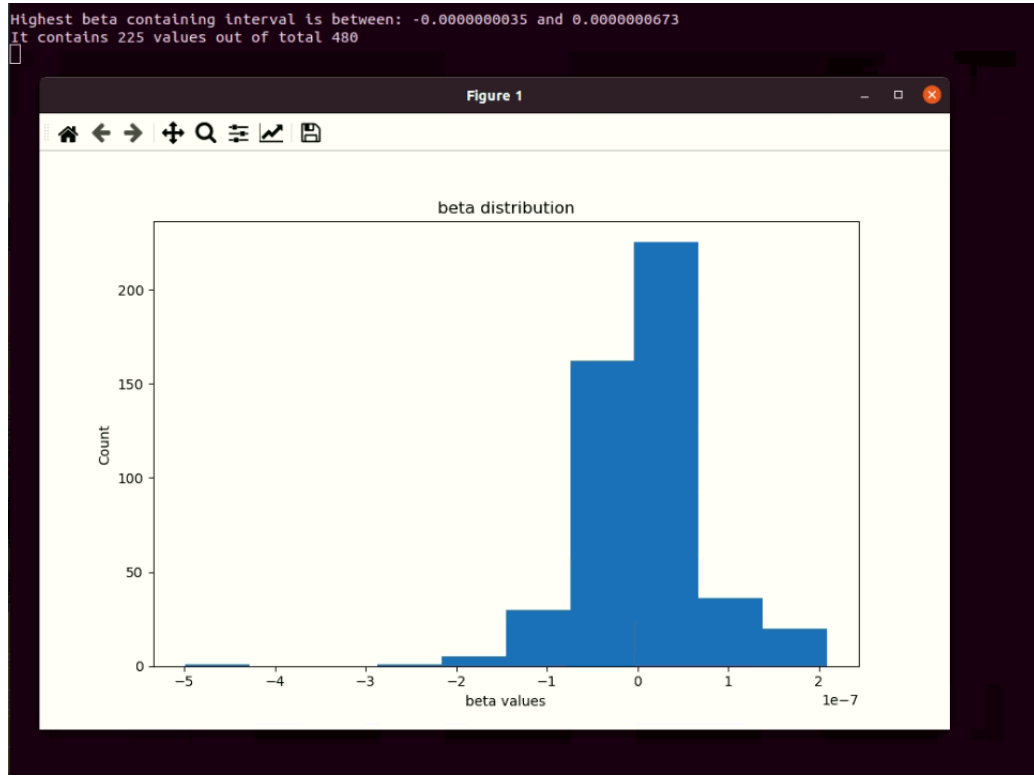 Highest beta containing interval is between: -0.0000000035 and 0.0000000673
It contains 225 values out of total 480
Figure 1
beta distribution
200
150
100
50
0
Count
−5 −4 −3 −2 −1 0 1 2
1e−7
beta values